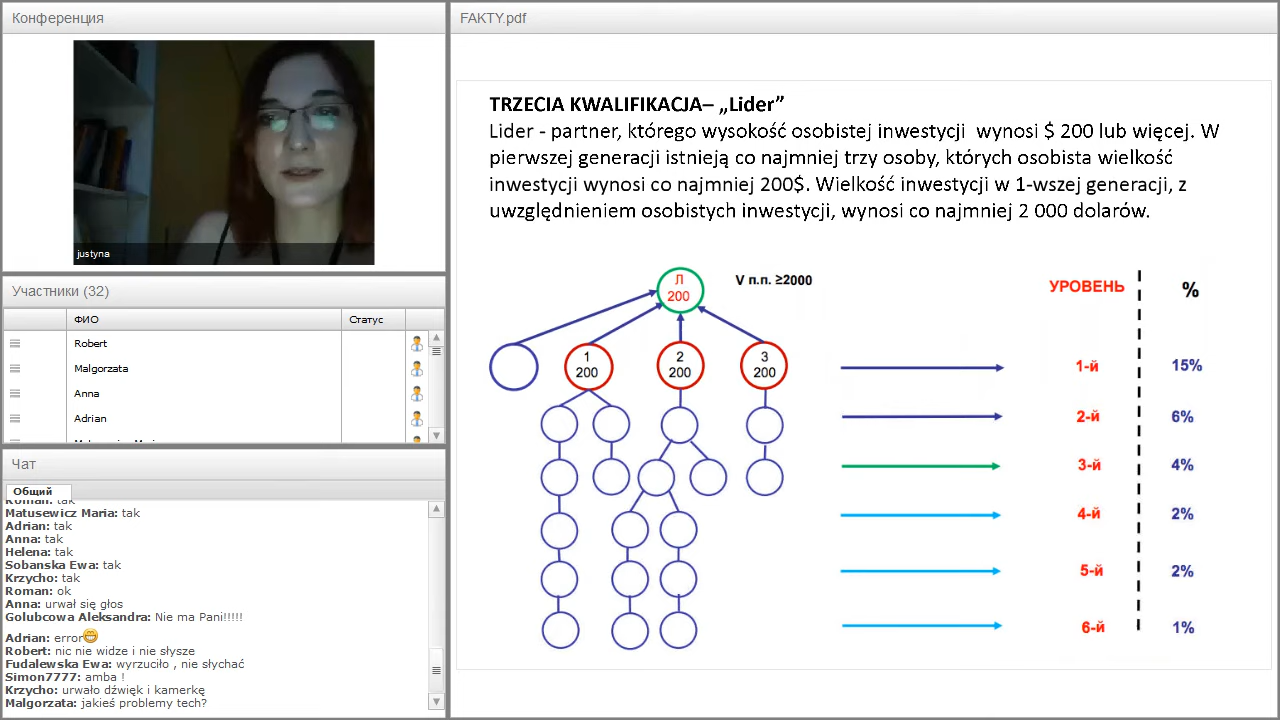 Конференция
justyna
Участники (32)
ФИО Статус
Robert
Malgorzata
Anna
Adrian
Чат
Общий
Roman: tak
Matusewicz Maria: tak
Adrian: tak
Anna: tak
Helena: tak
Sobanska Ewa: tak
Krzycho: tak
Roman: ok
Anna: urwał się głos
Golubcowa Aleksandra: Nie ma Pani!!!!!
Adrian: error
Robert: nic nie widze i nie słysze
Fudalewska Ewa: wyrzuciło , nie słychać
Simon7777: amba !
Krzycho: urwało dźwięk i kamerkę
Malgorzata: jakieś problemy tech?
FAKTY.pdf
TRZECIA KWALIFIKACJA– „Lider”
Lider - partner, którego wysokość osobistej inwestycji wynosi $ 200 lub więcej. W
pierwszej generacji istnieją co najmniej trzy osoby, których osobista wielkość
inwestycji wynosi co najmniej 200$. Wielkość inwestycji w 1-wszej generacji, z
uwzględnieniem osobistych inwestycji, wynosi co najmniej 2 000 dolarów.
Л
200
V п.п. ≥2000
УРОВЕНЬ %
1
200
2
200
3
200
1-й 15%
2-й 6%
3-й 4%
4-й 2%
5-й 2%
6-й 1%